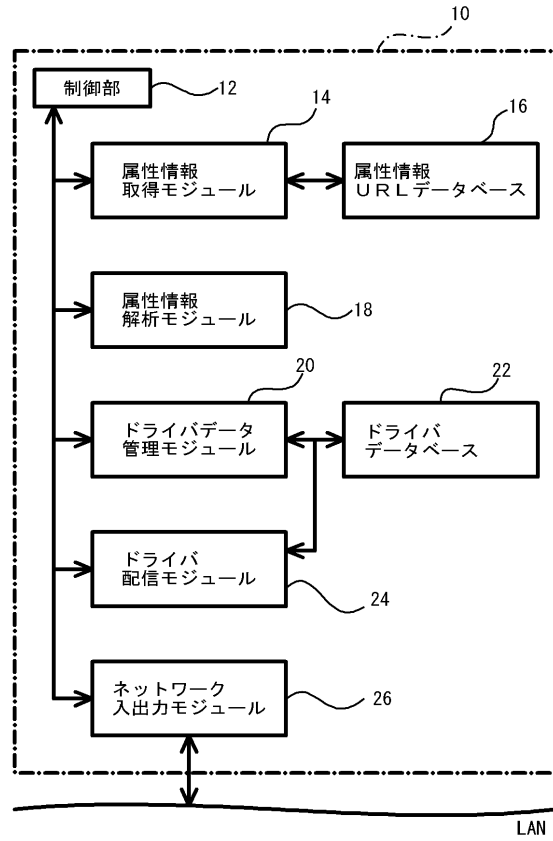 10
制御部
12
14
属性情報
取得モジュール
16
属性情報
URLデータベース
属性情報
解析モジュール
18
20
ドライバデータ
管理モジュール
22
ドライバ
データベース
ドライバ
配信モジュール
24
ネットワーク
入出力モジュール
26
LAN